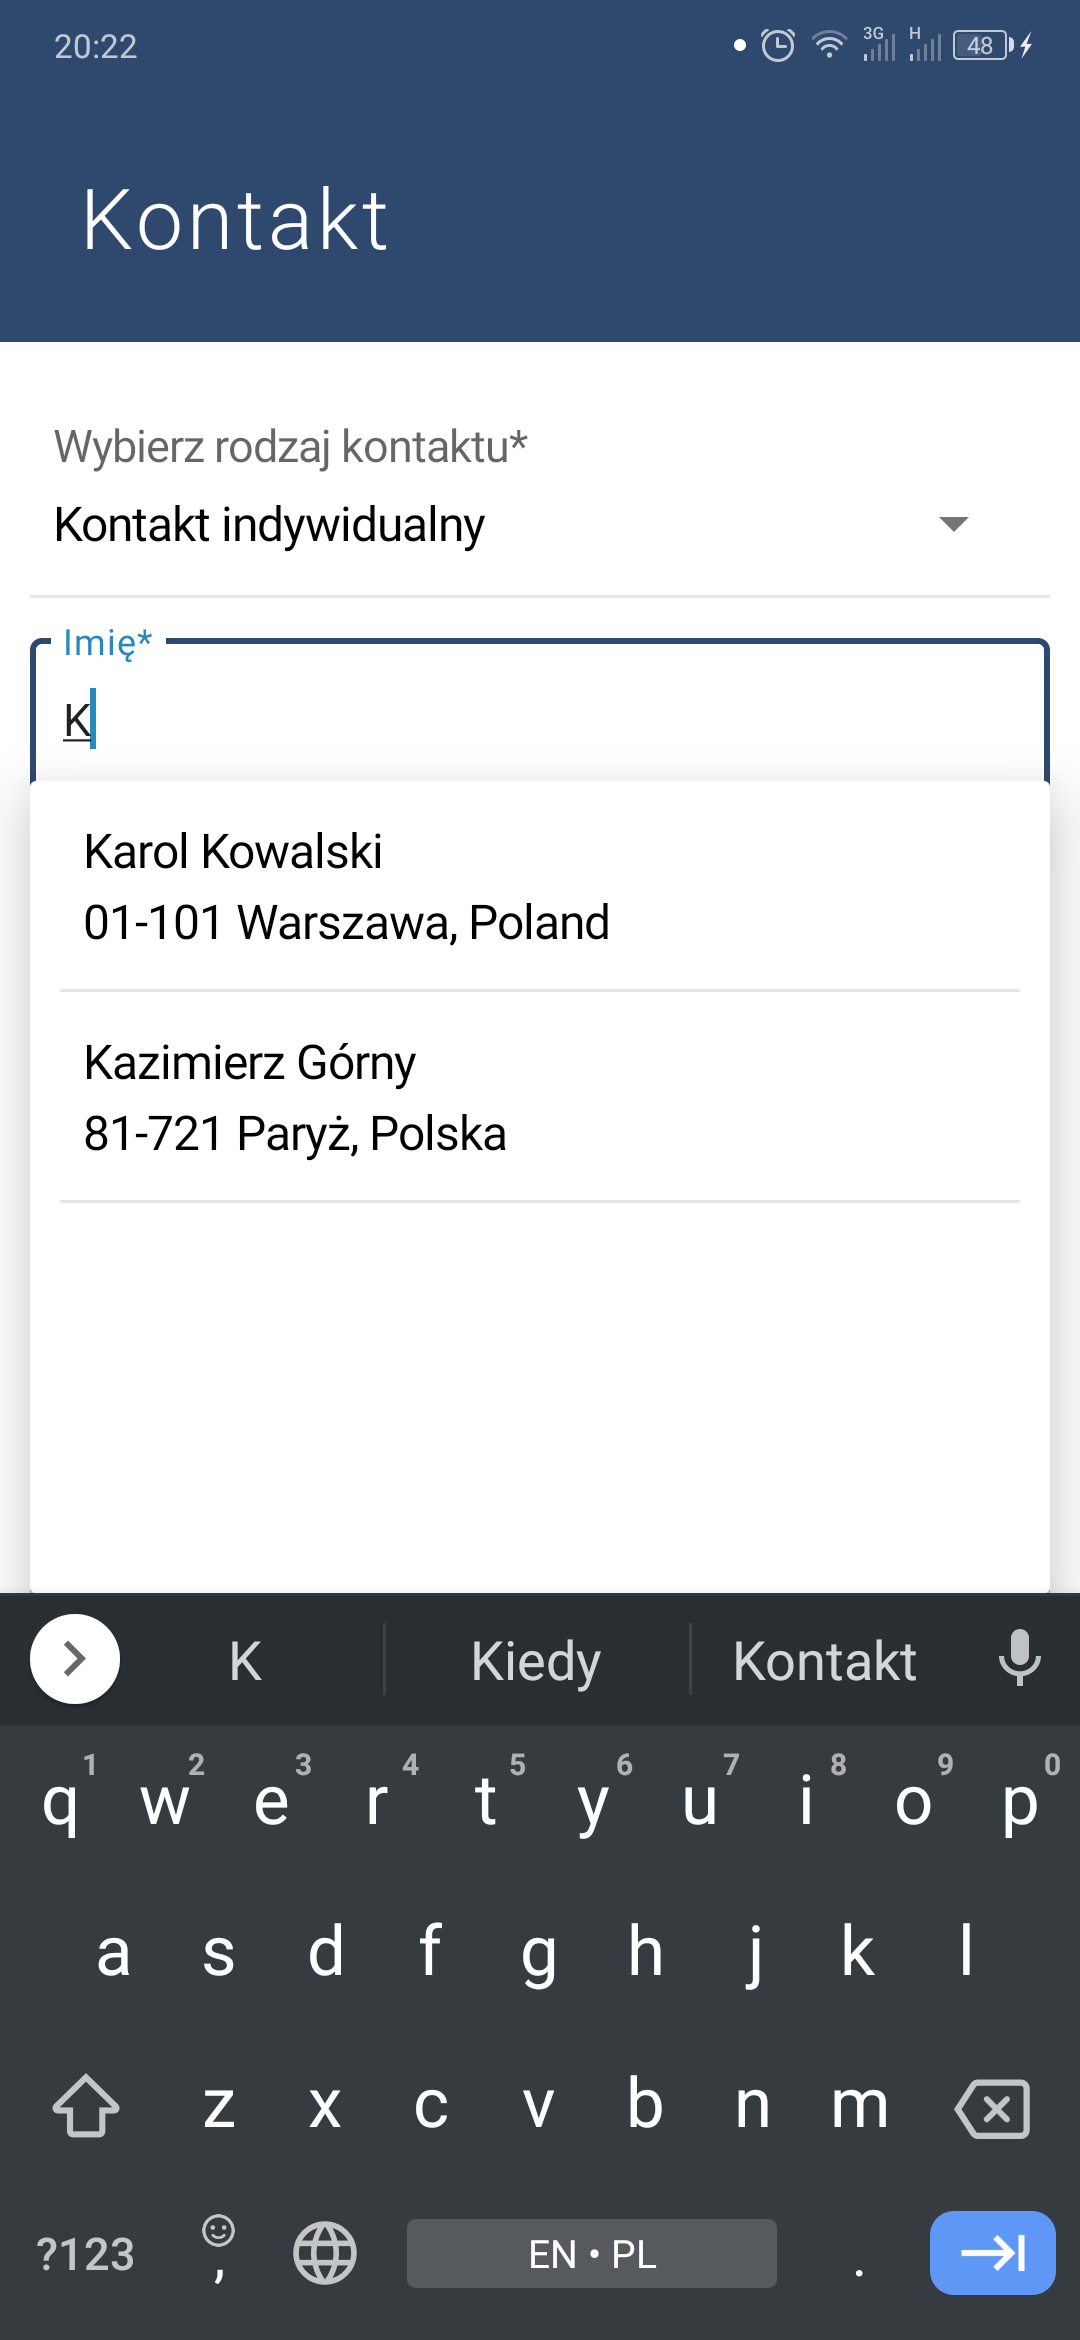 20:22
3G H 48
Kontakt
Wybierz rodzaj kontaktu*
Kontakt indywidualny
Imię*
K
Karol Kowalski
01-101 Warszawa, Poland
Kazimierz Górny
81-721 Paryż, Polska
K Kiedy Kontakt
1 2 3 4 5 6 7 8 9 0
q w e r t y u i o p
a s d f g h j k l
z x c v b n m
?123 , EN • PL .